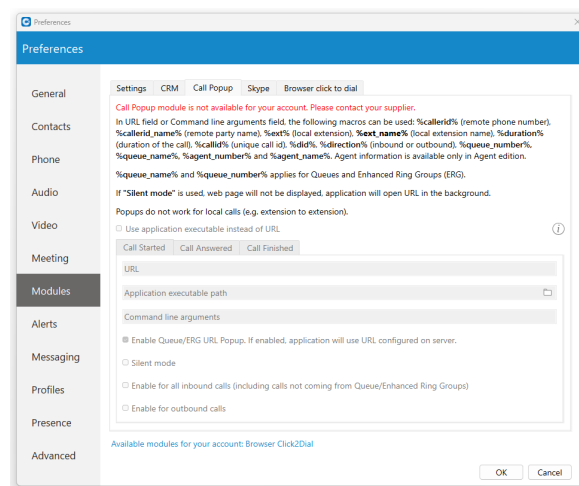 Preferences
Preferences
General
Contacts
Phone
Audio
Video
Meeting
Modules
Alerts
Messaging
Profiles
Presence
Advanced
Settings CRM Call Popup Skype Browser click to dial
Call Popup module is not available for your account. Please contact your supplier.
In URL field or Command line arguments field, the following macros can be used: %callerid% (remote phone number),
%callerid_name% (remote party name), %ext% (local extension), %ext_name% (local extension name), %duration%
(duration of the call). %callid% (unique call id), %did%. %direction% (inbound or outbound), %queue_number%,
%queue_name%, %agent_number% and %agent_name%. Agent information is available only in Agent edition.
%queue_name% and %queue_number% applies for Queues and Enhanced Ring Groups (ERG).
If "Silent mode" is used, web page will not be displayed, application will open URL in the background.
Popups do not work for local calls (e.g. extension to extension).
Use application executable instead of URL
Call Started Call Answered Call Finished
URL
Application executable path
Command line arguments
Enable Queue/ERG URL Popup. If enabled, application will use URL configured on server.
Silent mode
Enable for all inbound calls (including calls not coming from Queue/Enhanced Ring Groups)
Enable for outbound calls
Available modules for your account: Browser Click2Dial
OK Cancel